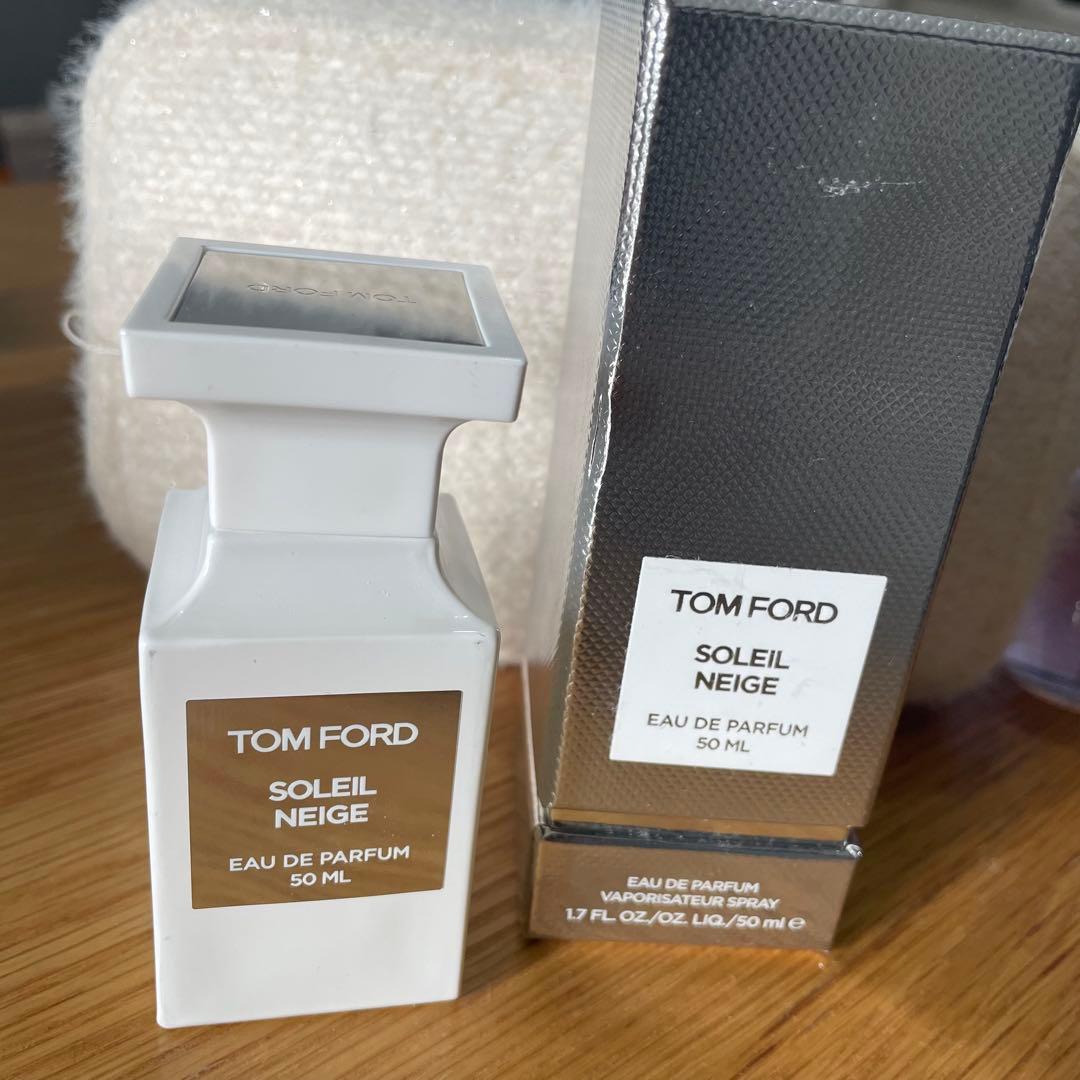 TOM FORD
TOM FORD
SOLEIL
NEIGE
EAU DE PARFUM
50 ML
TOM FORD
SOLEIL
NEIGE
EAU DE PARFUM
50 ML
EAU DE PARFUM
VAPORISATEUR SPRAY
1.7 FL. OZ./OZ. LIQ./50 ml e